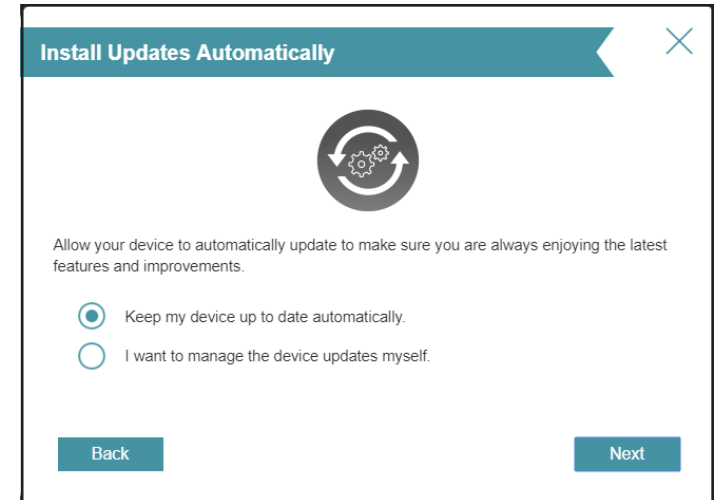 Install Updates Automatically
Allow your device to automatically update to make sure you are always enjoying the latest
features and improvements.
Keep my device up to date automatically.
I want to manage the device updates myself.
Back
Next